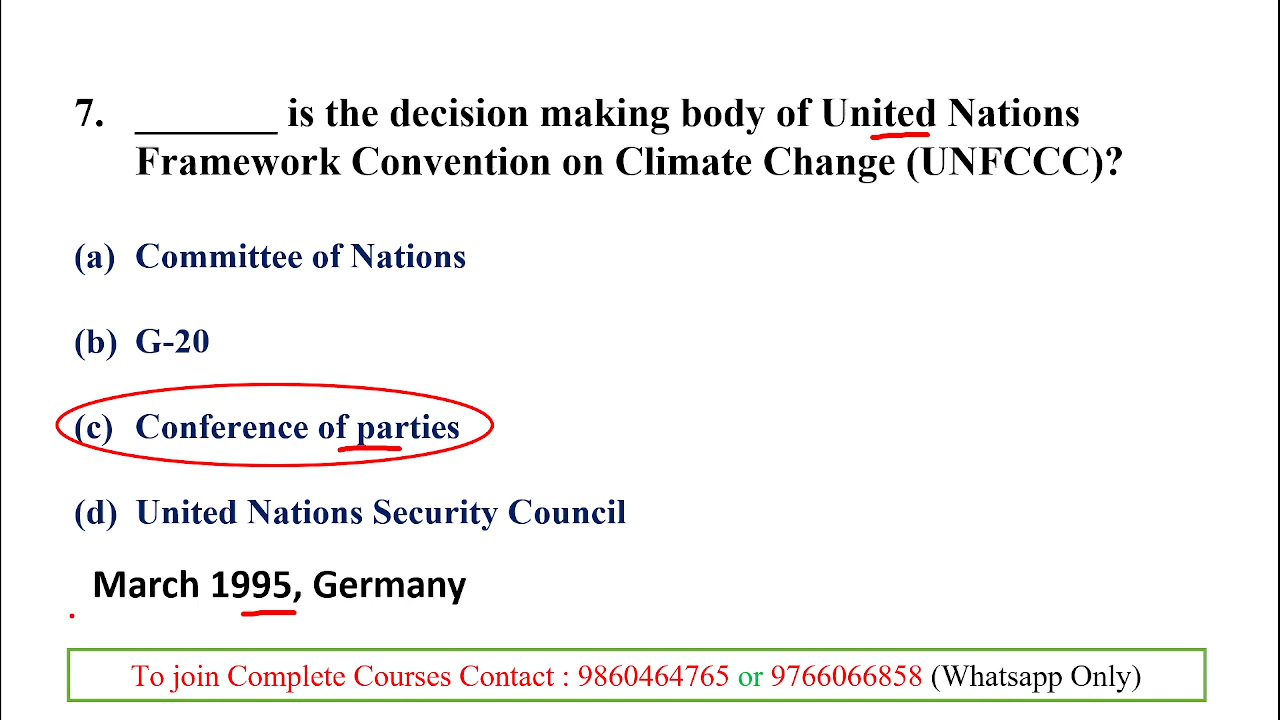 7. _______ is the decision making body of United Nations
Framework Convention on Climate Change (UNFCCC)?
(a) Committee of Nations
(b) G-20
(c) Conference of parties
(d) United Nations Security Council
March 1995, Germany
To join Complete Courses Contact : 9860464765 or 9766066858 (Whatsapp Only)